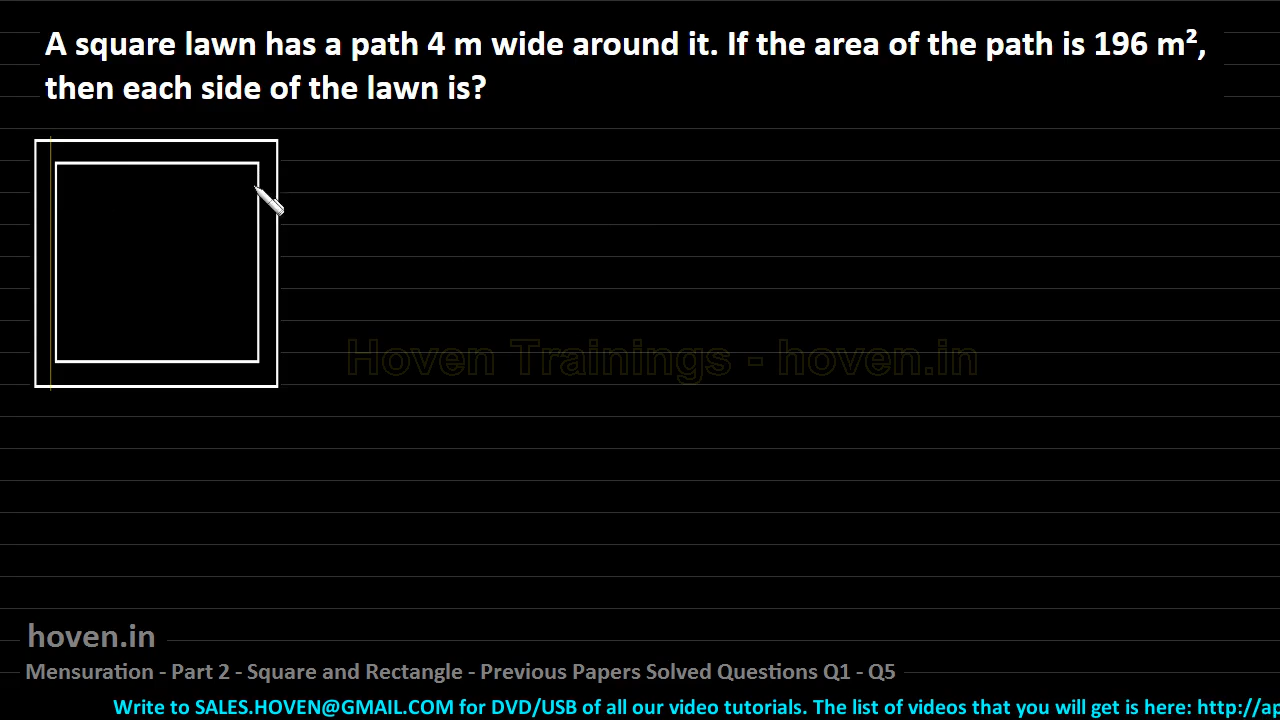 A square lawn has a path 4 m wide around it. If the area of the path is 196 m²,
then each side of the lawn is?
Hoven Trainings - hoven.in
hoven.in
Mensuration - Part 2 - Square and Rectangle - Previous Papers Solved Questions Q1 - Q5
Write to SALES.HOVEN@GMAIL.COM for DVD/USB of all our video tutorials. The list of videos that you will get is here: http://ap